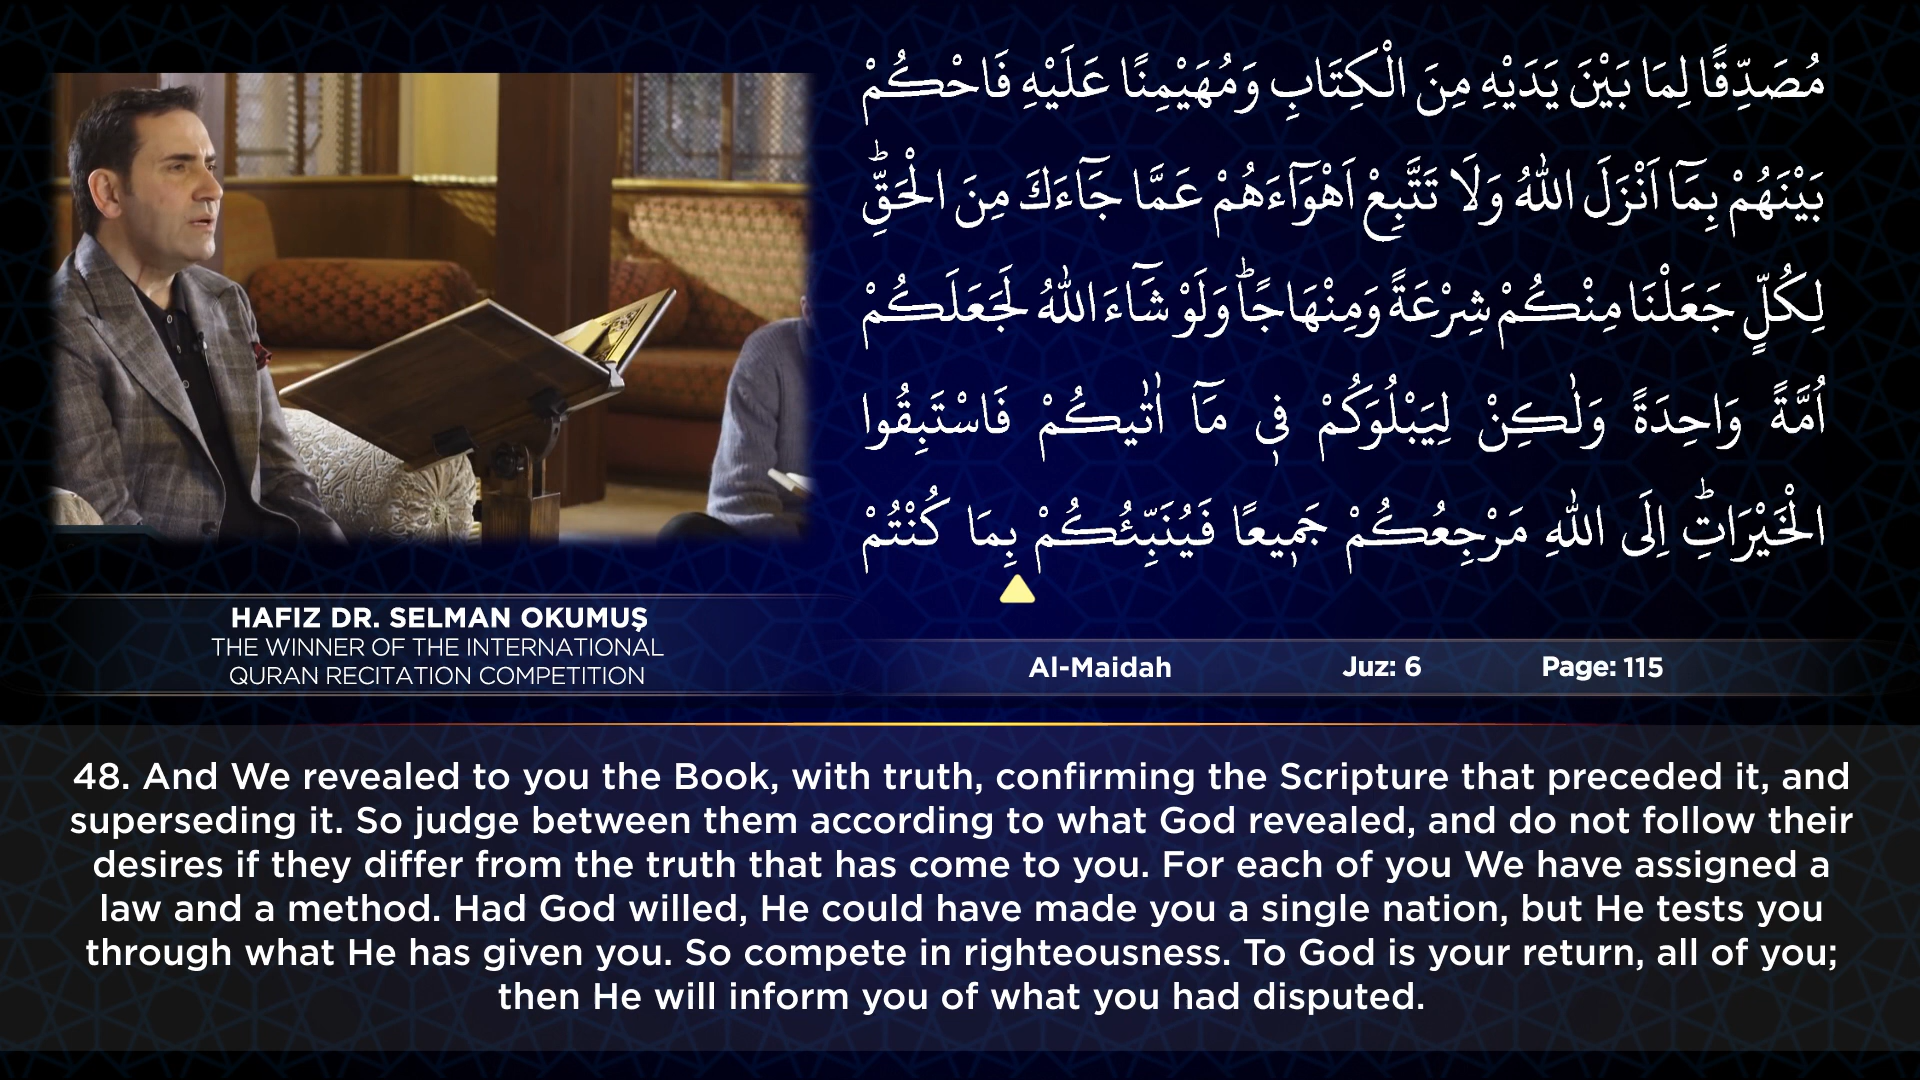 مُصَدِّقًا لِمَا بَيْنَ يَدَيْهِ مِنَ الْكِتَابِ وَمُهَيْمِنًا عَلَيْهِ فَاحْكُمْ
بَيْنَهُمْ بِمَٓا اَنْزَلَ اللّٰهُ وَلَا تَتَّبِعْ اَهْوَٓاءَهُمْ عَمَّا جَٓاءَكَ مِنَ الْحَقِّۜ
لِكُلٍّ جَعَلْنَا مِنْكُمْ شِرْعَةً وَمِنْهَاجًاۜ وَلَوْ شَٓاءَ اللّٰهُ لَجَعَلَكُمْ
اُمَّةً وَاحِدَةً وَلٰكِنْ لِيَبْلُوَكُمْ ف۪ي مَٓا اٰتٰيكُمْ فَاسْتَبِقُوا
الْخَيْرَاتِۜ اِلَى اللّٰهِ مَرْجِعُكُمْ جَم۪يعًا فَيُنَبِّئُكُمْ بِمَا كُنْتُمْ
HAFIZ DR. SELMAN OKUMUŞ
THE WINNER OF THE INTERNATIONAL
QURAN RECITATION COMPETITION
Al-Maidah Juz: 6 Page: 115
48. And We revealed to you the Book, with truth, confirming the Scripture that preceded it, and
superseding it. So judge between them according to what God revealed, and do not follow their
desires if they differ from the truth that has come to you. For each of you We have assigned a
law and a method. Had God willed, He could have made you a single nation, but He tests you
through what He has given you. So compete in righteousness. To God is your return, all of you;
then He will inform you of what you had disputed.